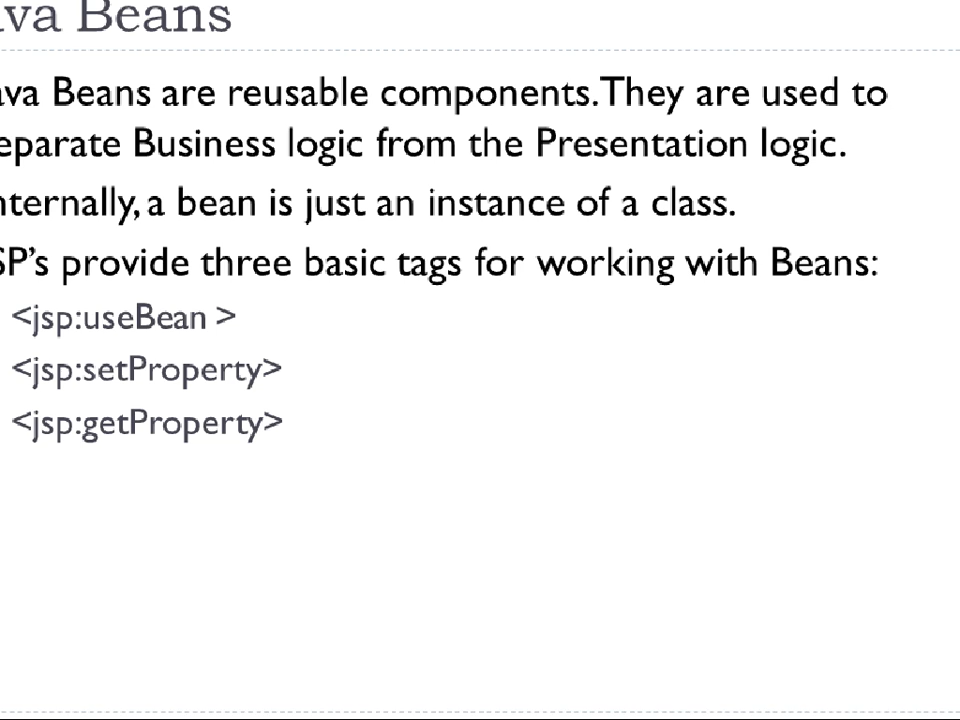 ava Beans
ava Beans are reusable components. They are used to
eparate Business logic from the Presentation logic.
nternally, a bean is just an instance of a class.
SP's provide three basic tags for working with Beans:
<jsp:useBean >
<jsp:setProperty>
<jsp:getProperty>